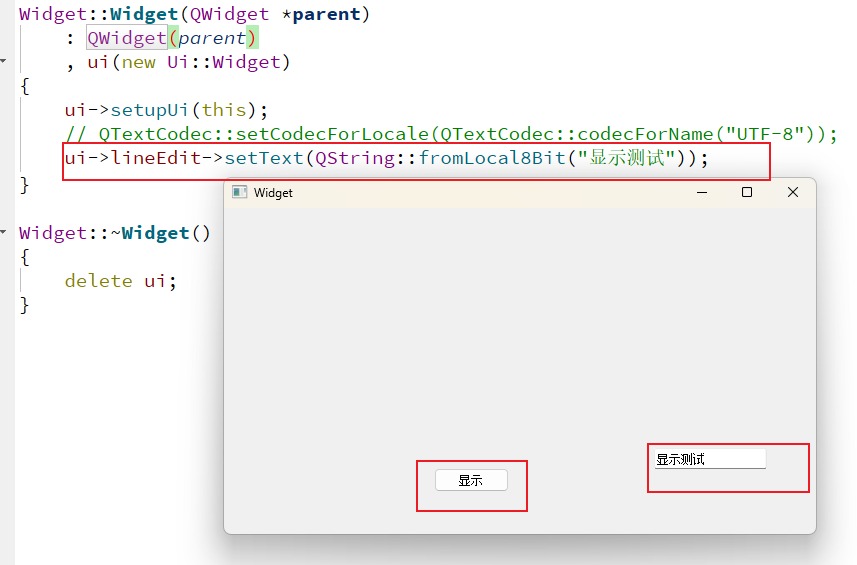 Widget::Widget(QWidget *parent)
    : QWidget(parent)
    , ui(new Ui::Widget)
{
    ui->setupUi(this);
    // QTextCodec::setCodecForLocale(QTextCodec::codecForName("UTF-8"));
    ui->lineEdit->setText(QString::fromLocal8Bit("显示测试"));
}
Widget::~Widget()
{
    delete ui;
}
Widget
显示测试
显示